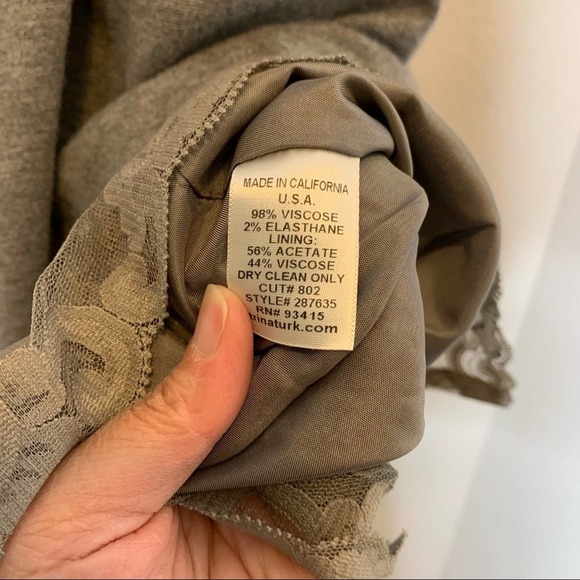 MADE IN CALIFORNIA
U.S.A.
98% VISCOSE
2% ELASTHANE
LINING:
56% ACETATE
44% VISCOSE
DRY CLEAN ONLY
CUT# 802
STYLE# 287635
RN# 93415
rinaturk.com